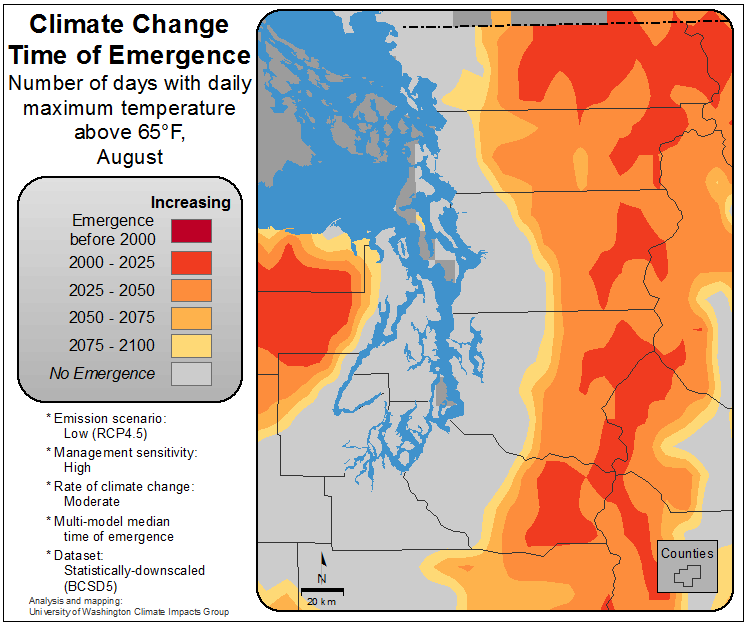 Climate Change
Time of Emergence
Number of days with daily
maximum temperature
above 65°F,
August
Increasing
Emergence
before 2000
2000 - 2025
2025 - 2050
2050 - 2075
2075 - 2100
No Emergence
* Emission scenario:
Low (RCP4.5)
* Management sensitivity:
High
* Rate of climate change:
Moderate
* Multi-model median
time of emergence
* Dataset:
Statistically-downscaled
(BCSD5)
Analysis and mapping:
University of Washington Climate Impacts Group
N
20 km
Counties